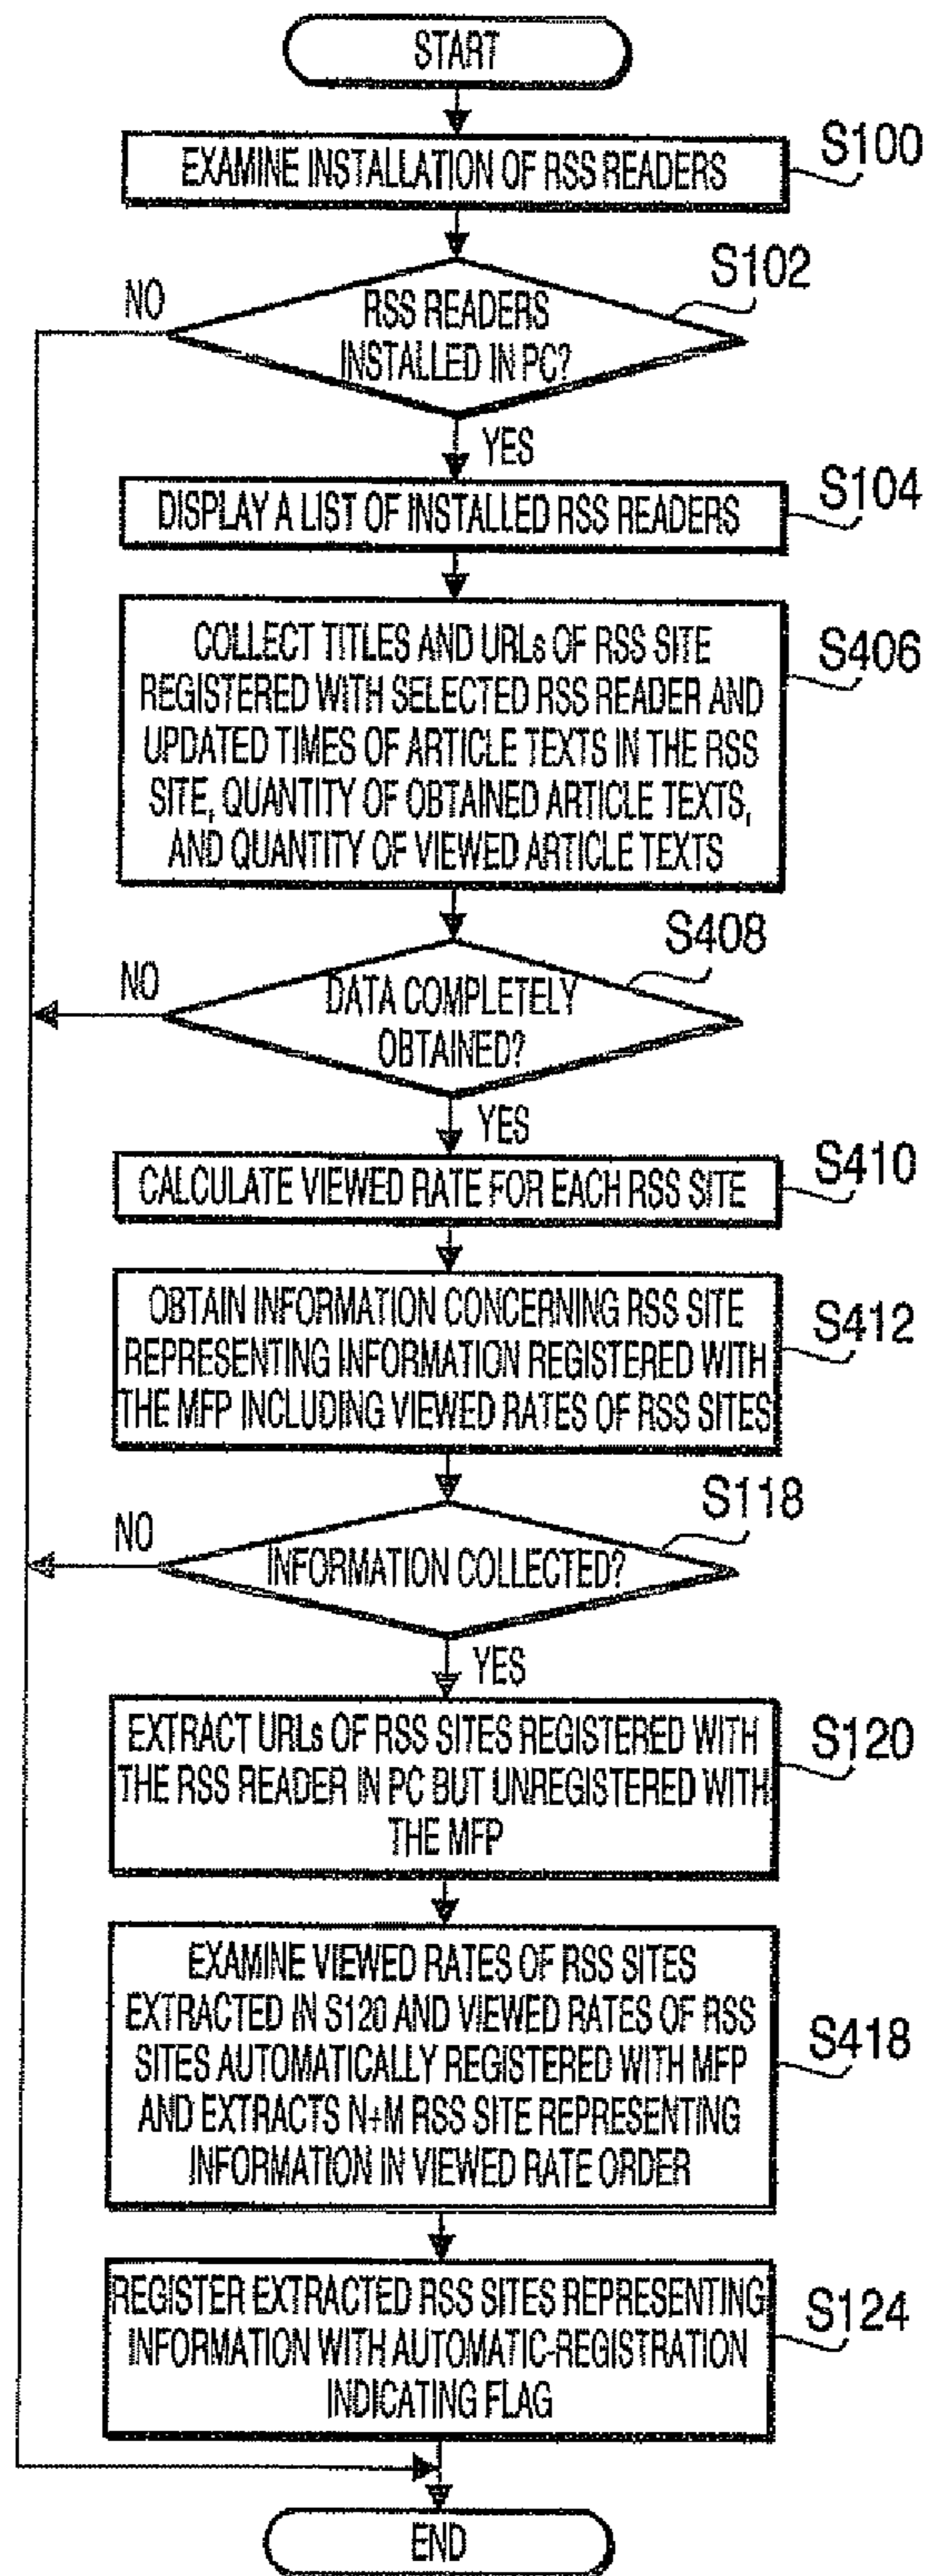 START
EXAMINE INSTALLATION OF RSS READERS
S100
RSS READERS
INSTALLED IN PC?
S102
NO
YES
DISPLAY A LIST OF INSTALLED RSS READERS
S104
COLLECT TITLES AND URLs OF RSS SITE
REGISTERED WITH SELECTED RSS READER AND
UPDATED TIMES OF ARTICLE TEXTS IN THE RSS
SITE, QUANTITY OF OBTAINED ARTICLE TEXTS,
AND QUANTITY OF VIEWED ARTICLE TEXTS
S406
DATA COMPLETELY
OBTAINED?
S408
NO
YES
CALCULATE VIEWED RATE FOR EACH RSS SITE
S410
OBTAIN INFORMATION CONCERNING RSS SITE
REPRESENTING INFORMATION REGISTERED WITH
THE MFP INCLUDING VIEWED RATES OF RSS SITES
S412
INFORMATION COLLECTED?
S118
NO
YES
EXTRACT URLs OF RSS SITES REGISTERED WITH
THE RSS READER IN PC BUT UNREGISTERED WITH
THE MFP
S120
EXAMINE VIEWED RATES OF RSS SITES
EXTRACTED IN S120 AND VIEWED RATES OF RSS
SITES AUTOMATICALLY REGISTERED WITH MFP
AND EXTRACTS N+M RSS SITE REPRESENTING
INFORMATION IN VIEWED RATE ORDER
S418
REGISTER EXTRACTED RSS SITES REPRESENTING
INFORMATION WITH AUTOMATIC-REGISTRATION
INDICATING FLAG
S124
END